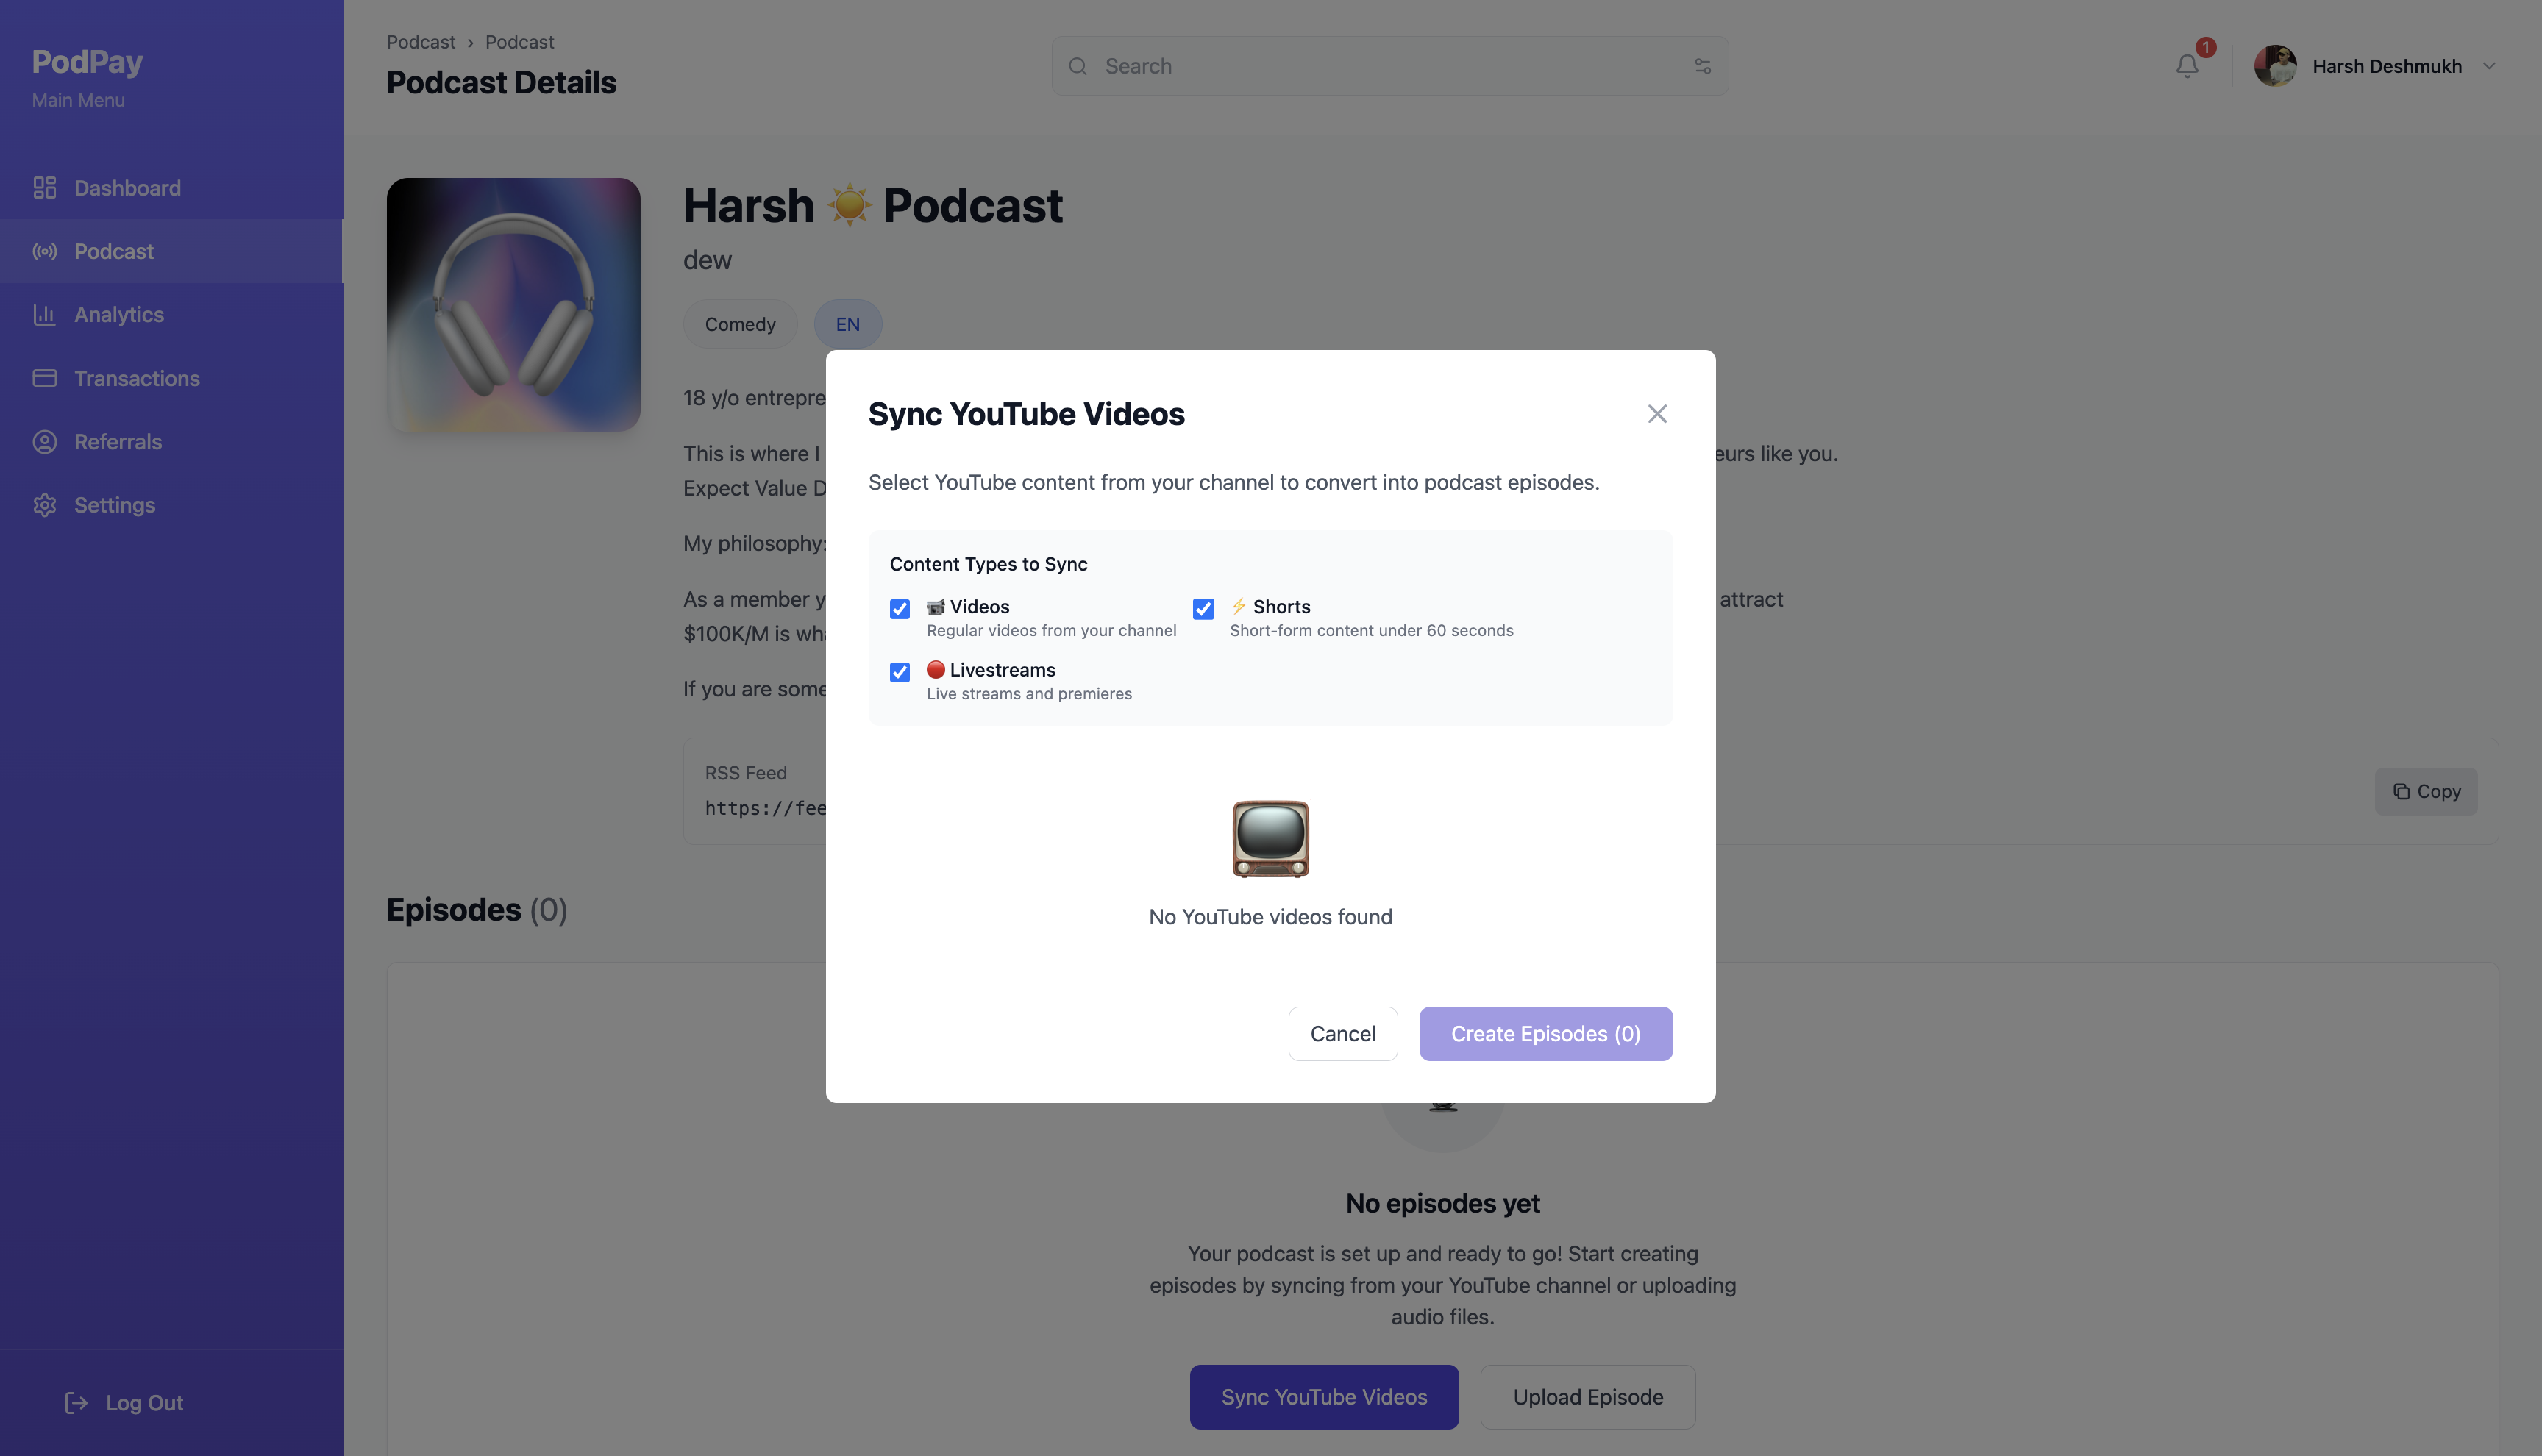 PodPay
Main Menu
Dashboard
Podcast
Analytics
Transactions
Referrals
Settings
Log Out
Podcast › Podcast
Podcast Details
Search
1
Harsh Deshmukh
Harsh ☀️ Podcast
dew
Comedy
EN
18 y/o
This is where I
eurs like you.
Expect Value
My philosophy:
As a member
attract
$100K/M is
If you are
RSS Feed
https://fee
Copy
Episodes (0)
Sync YouTube Videos
Select YouTube content from your channel to convert into podcast episodes.
Content Types to Sync
📹 Videos
Regular videos from your channel
⚡ Shorts
Short-form content under 60 seconds
🔴 Livestreams
Live streams and premieres
No YouTube videos found
Cancel
Create Episodes (0)
No episodes yet
Your podcast is set up and ready to go! Start creating
episodes by syncing from your YouTube channel or uploading
audio files.
Sync YouTube Videos
Upload Episode